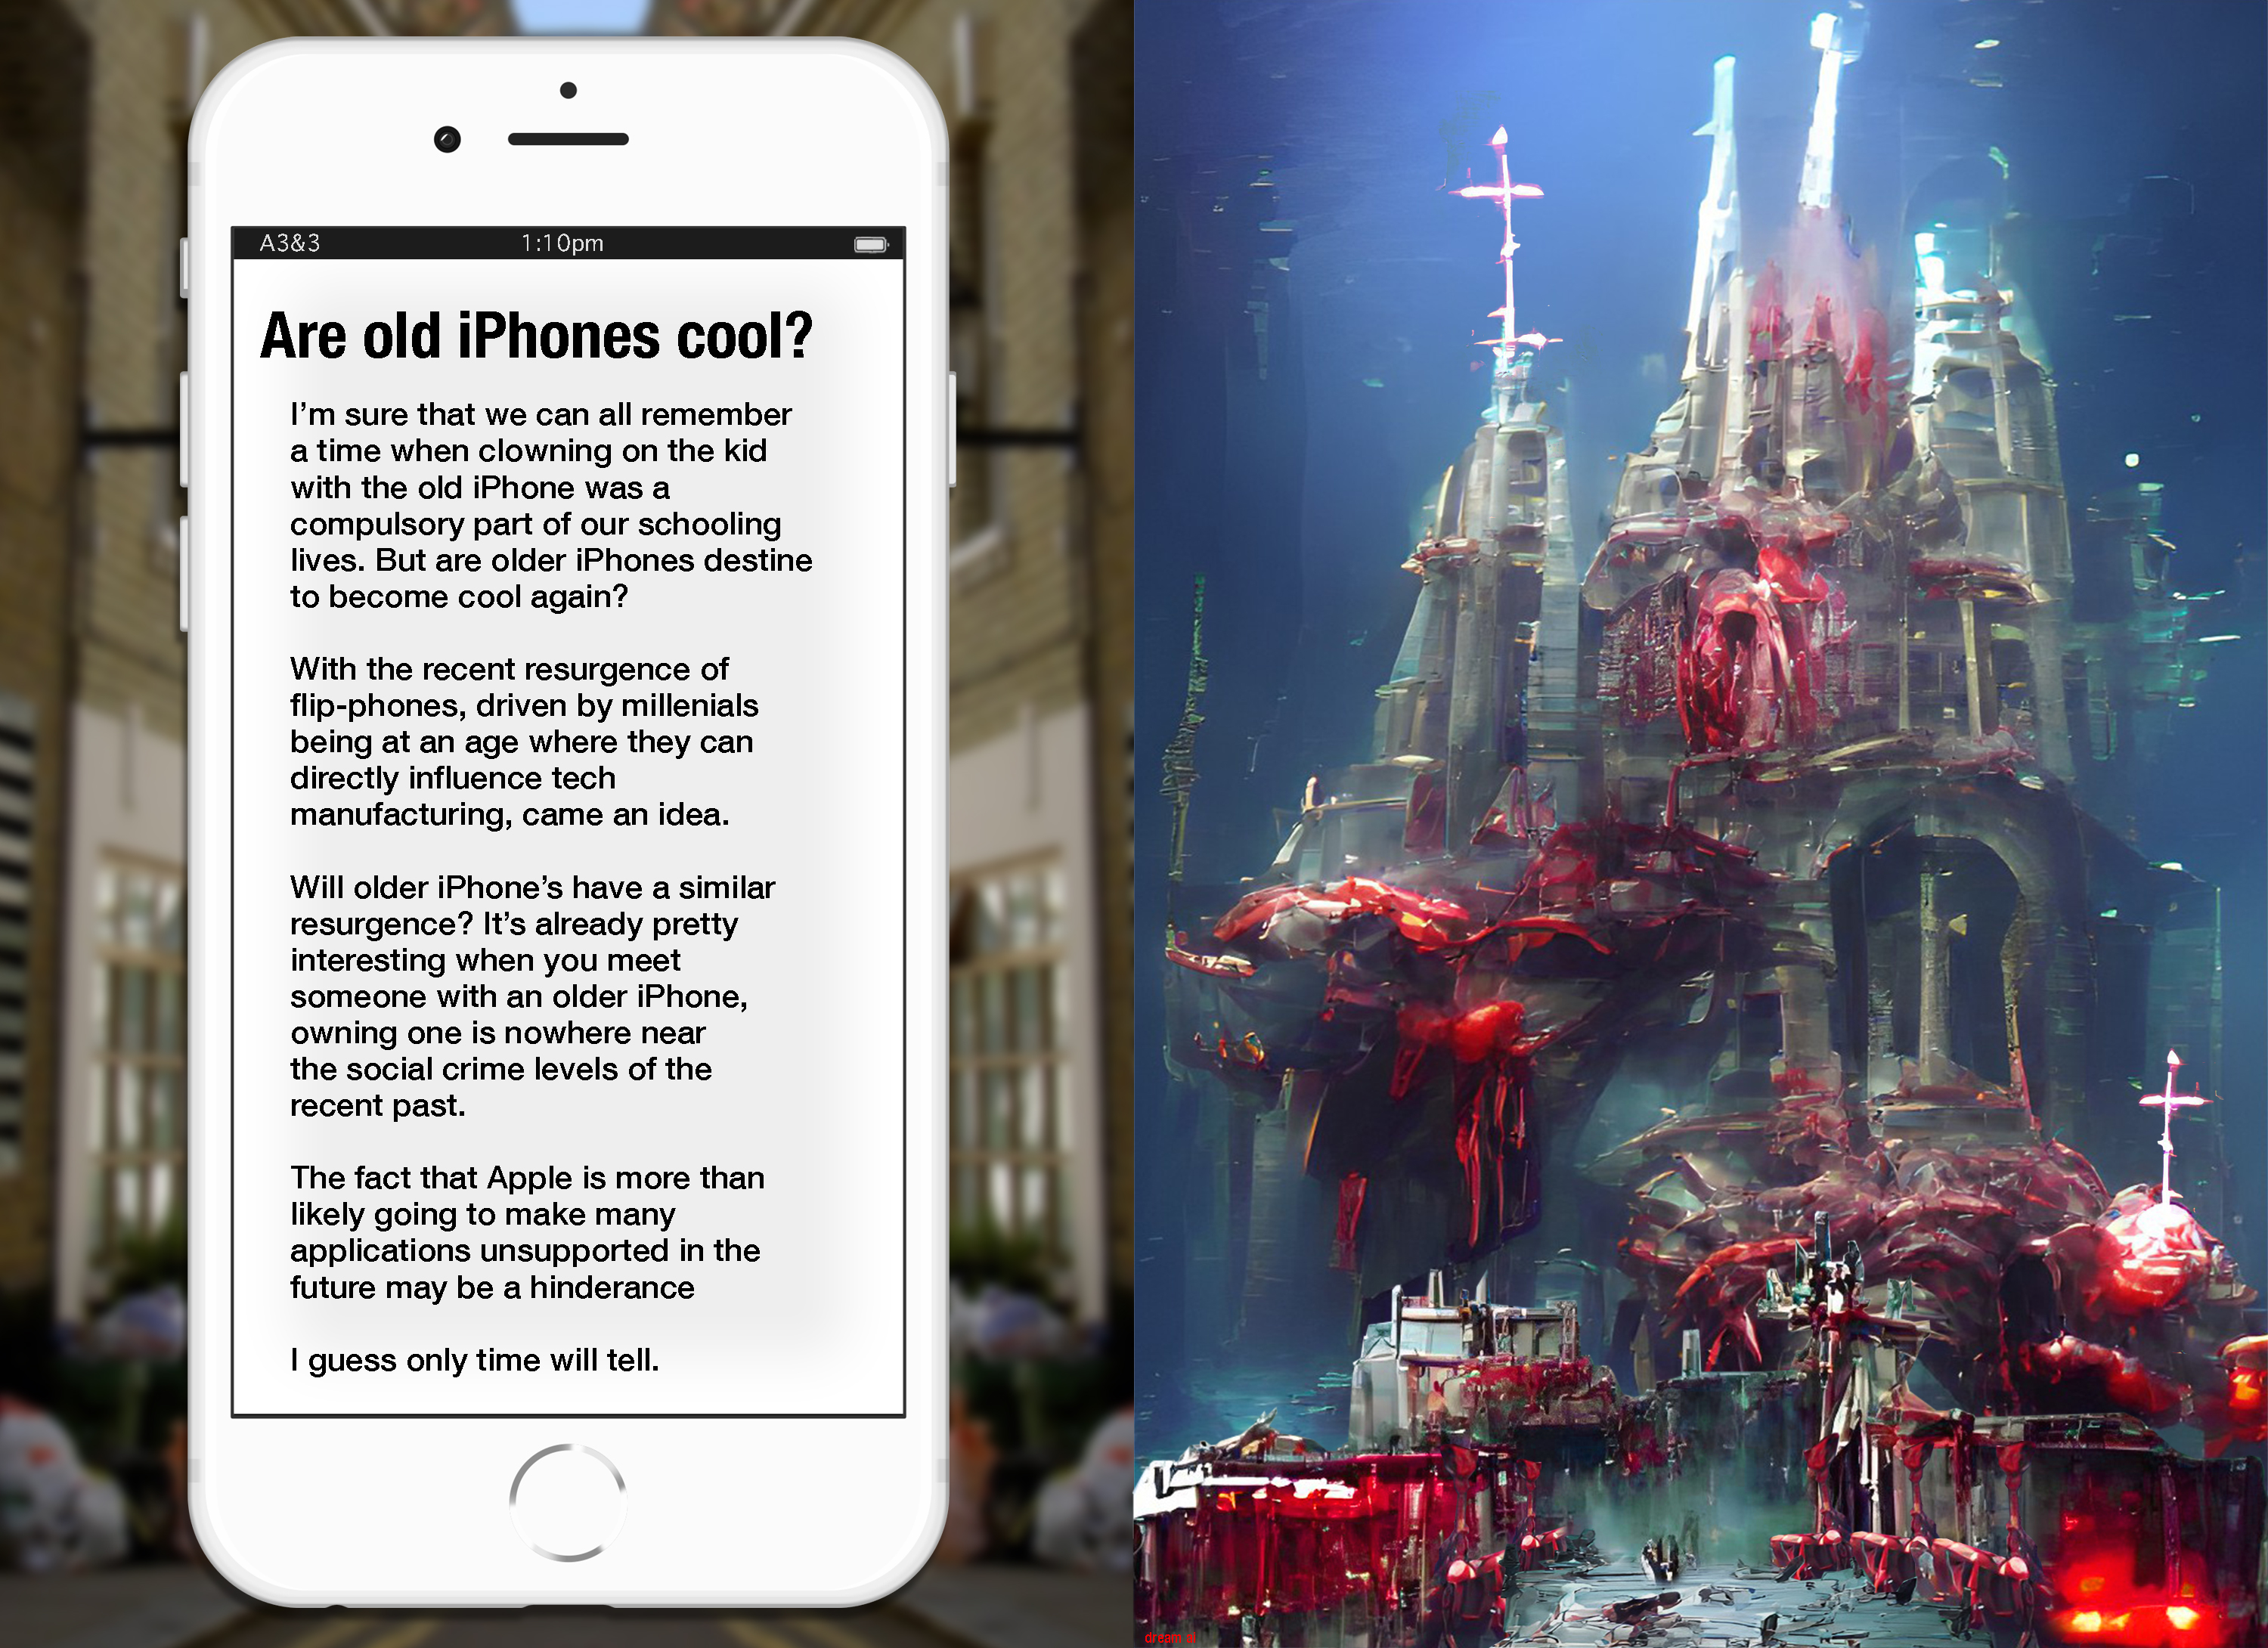 A3&3 1:10pm
Are old iPhones cool?
I'm sure that we can all remember
a time when clowning on the kid
with the old iPhone was a
compulsory part of our schooling
lives. But are older iPhones destine
to become cool again?
With the recent resurgence of
flip-phones, driven by millenials
being at an age where they can
directly influence tech
manufacturing, came an idea.
Will older iPhone's have a similar
resurgence? It's already pretty
interesting when you meet
someone with an older iPhone,
owning one is nowhere near
the social crime levels of the
recent past.
The fact that Apple is more than
likely going to make many
applications unsupported in the
future may be a hinderance
I guess only time will tell.
dream